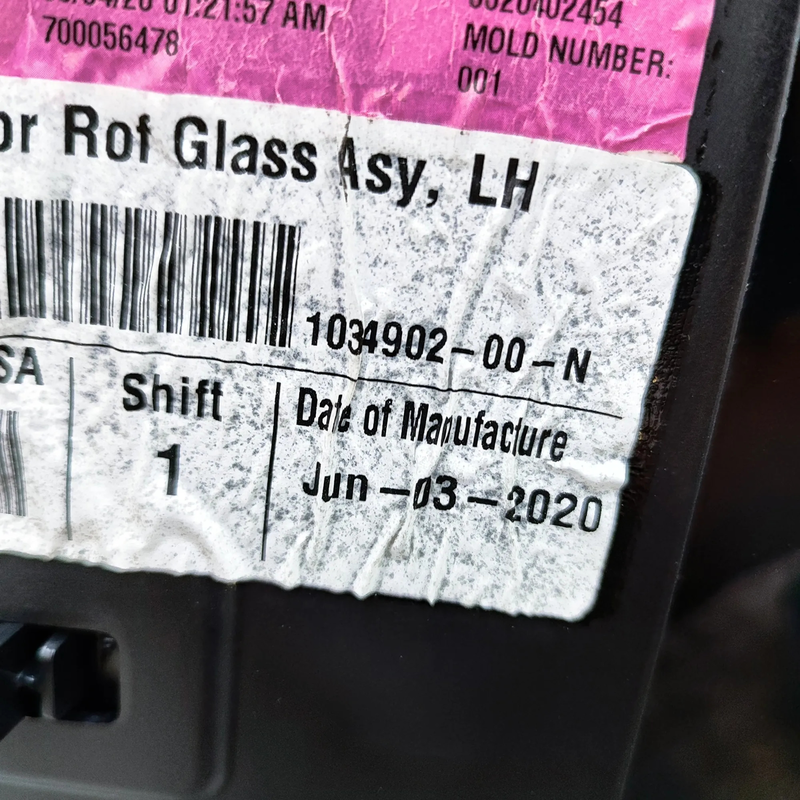 01:21:57 AM
700056478
0020402454
MOLD NUMBER:
001
or Rof Glass Asy, LH
1034902-00-N
SA
Shift
1
Date of Manufacture
Jun-03-2020